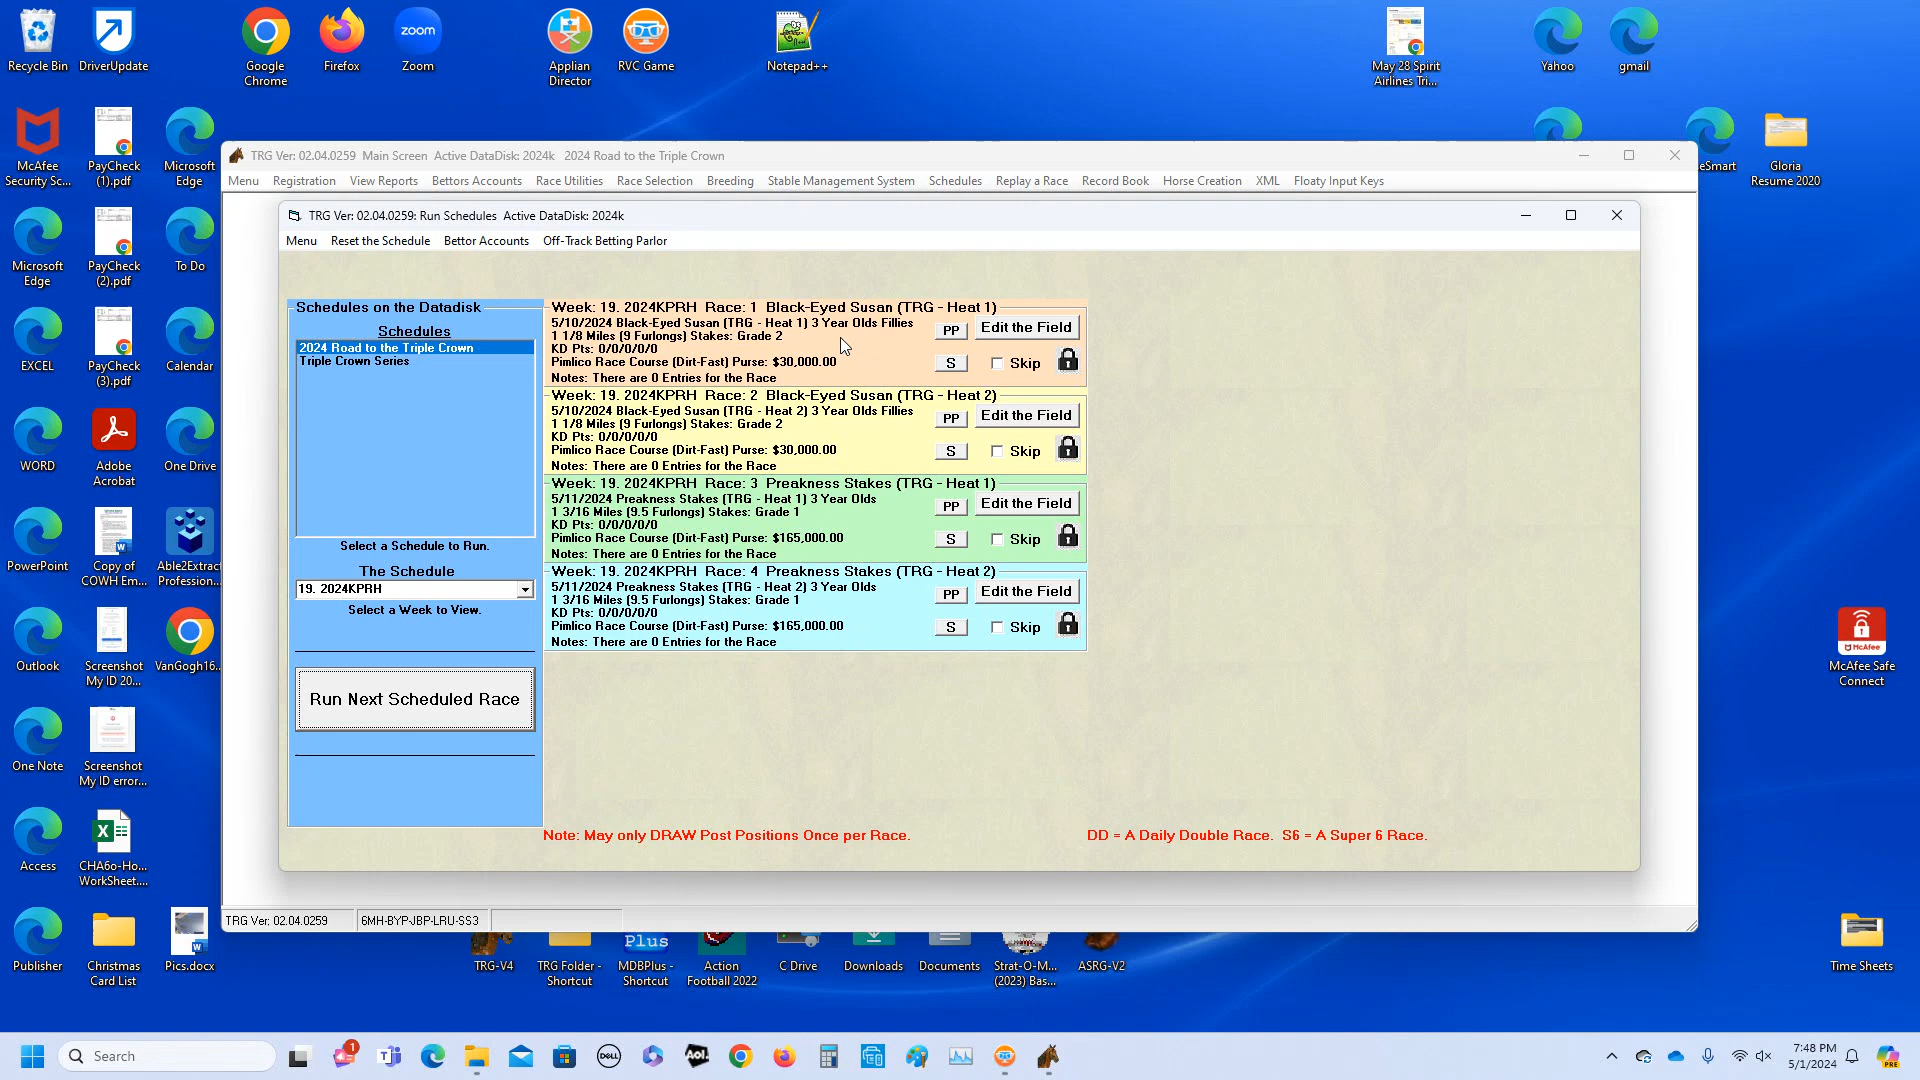 Recycle Bin
DriverUpdate
Google
Chrome
Firefox
zoom
Zoom
Applian
Director
RVC Game
Notepad++
May 28 Spirit
Airlines Tri...
Yahoo
gmail
McAfee
Security Sc...
PayCheck
(1).pdf
Microsoft
Edge
eSmart
Gloria
Resume 2020
TRG Ver: 02.04.0259 Main Screen Active DataDisk: 2024k 2024 Road to the Triple Crown
Menu Registration View Reports Bettors Accounts Race Utilities Race Selection Breeding Stable Management System Schedules Replay a Race Record Book Horse Creation XML Floaty Input Keys
TRG Ver: 02.04.0259: Run Schedules Active DataDisk: 2024k
Menu Reset the Schedule Bettor Accounts Off-Track Betting Parlor
Microsoft
Edge
PayCheck
(2).pdf
To Do
EXCEL
PayCheck
(3).pdf
Calendar
WORD
Adobe
Acrobat
One Drive
PowerPoint
Copy of
COWH Em...
Able2Extract
Profession...
Outlook
Screenshot
My ID 20...
VanGogh16...
One Note
Screenshot
My ID error...
Access
CHA6o-Ho...
WorkSheet....
Publisher
Christmas
Card List
Pics.docx
Schedules on the Datadisk
Schedules
2024 Road to the Triple Crown
Triple Crown Series
Select a Schedule to Run.
The Schedule
19. 2024KPRH
Select a Week to View.
Run Next Scheduled Race
Week: 19. 2024KPRH Race: 1 Black-Eyed Susan (TRG - Heat 1)
5/10/2024 Black-Eyed Susan (TRG - Heat 1) 3 Year Olds Fillies
1 1/8 Miles (9 Furlongs) Stakes: Grade 2
KD Pts: 0/0/0/0/0
Pimlico Race Course (Dirt-Fast) Purse: $30,000.00
Notes: There are 0 Entries for the Race
PP Edit the Field
S Skip
Week: 19. 2024KPRH Race: 2 Black-Eyed Susan (TRG - Heat 2)
5/10/2024 Black-Eyed Susan (TRG - Heat 2) 3 Year Olds Fillies
1 1/8 Miles (9 Furlongs) Stakes: Grade 2
KD Pts: 0/0/0/0/0
Pimlico Race Course (Dirt-Fast) Purse: $30,000.00
Notes: There are 0 Entries for the Race
PP Edit the Field
S Skip
Week: 19. 2024KPRH Race: 3 Preakness Stakes (TRG - Heat 1)
5/11/2024 Preakness Stakes (TRG - Heat 1) 3 Year Olds
1 3/16 Miles (9.5 Furlongs) Stakes: Grade 1
KD Pts: 0/0/0/0/0
Pimlico Race Course (Dirt-Fast) Purse: $165,000.00
Notes: There are 0 Entries for the Race
PP Edit the Field
S Skip
Week: 19. 2024KPRH Race: 4 Preakness Stakes (TRG - Heat 2)
5/11/2024 Preakness Stakes (TRG - Heat 2) 3 Year Olds
1 3/16 Miles (9.5 Furlongs) Stakes: Grade 1
KD Pts: 0/0/0/0/0
Pimlico Race Course (Dirt-Fast) Purse: $165,000.00
Notes: There are 0 Entries for the Race
PP Edit the Field
S Skip
Note: May only DRAW Post Positions Once per Race.
DD = A Daily Double Race. S6 = A Super 6 Race.
TRG Ver: 02.04.0259 6MH-BYP-JBP-LRU-SS3
McAfee
McAfee Safe
Connect
TRG-V4
TRG Folder -
Shortcut
Plus
MDBPlus -
Shortcut
Action
Football 2022
C Drive
Downloads
Documents
Strat-O-M...
(2023) Bas...
ASRG-V2
Time Sheets
Search
1
DELL
Aol.
7:48 PM
5/1/2024
PRE